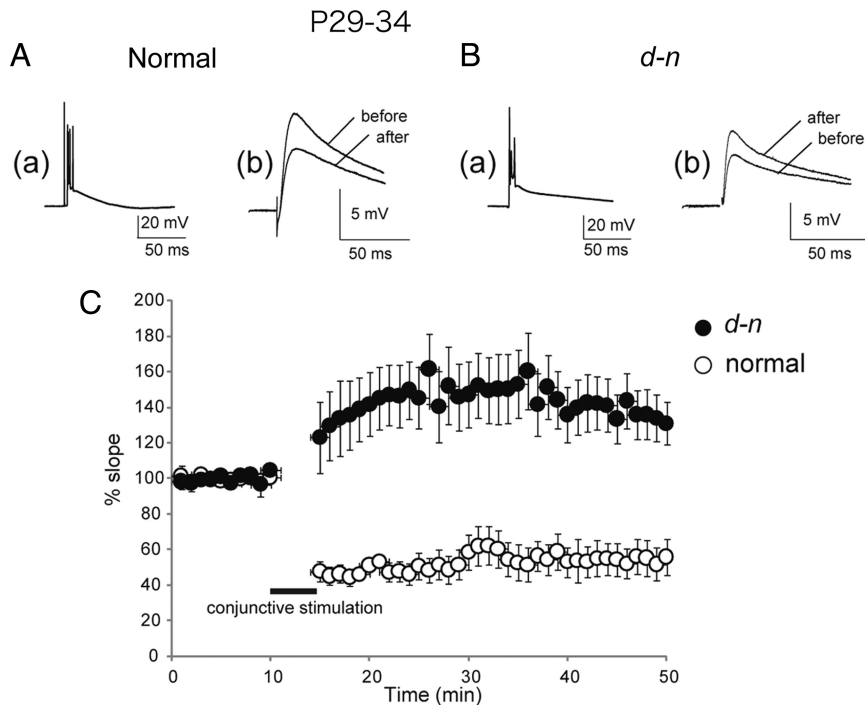 P29-34
A
Normal
B
d-n
(a)
20 mV
50 ms
(b)
before
after
5 mV
50 ms
(a)
20 mV
50 ms
(b)
after
before
5 mV
50 ms
C
% slope
200
180
160
140
120
100
80
60
40
20
0
conjunctive stimulation
0
10
20
30
40
50
Time (min)
d-n
normal